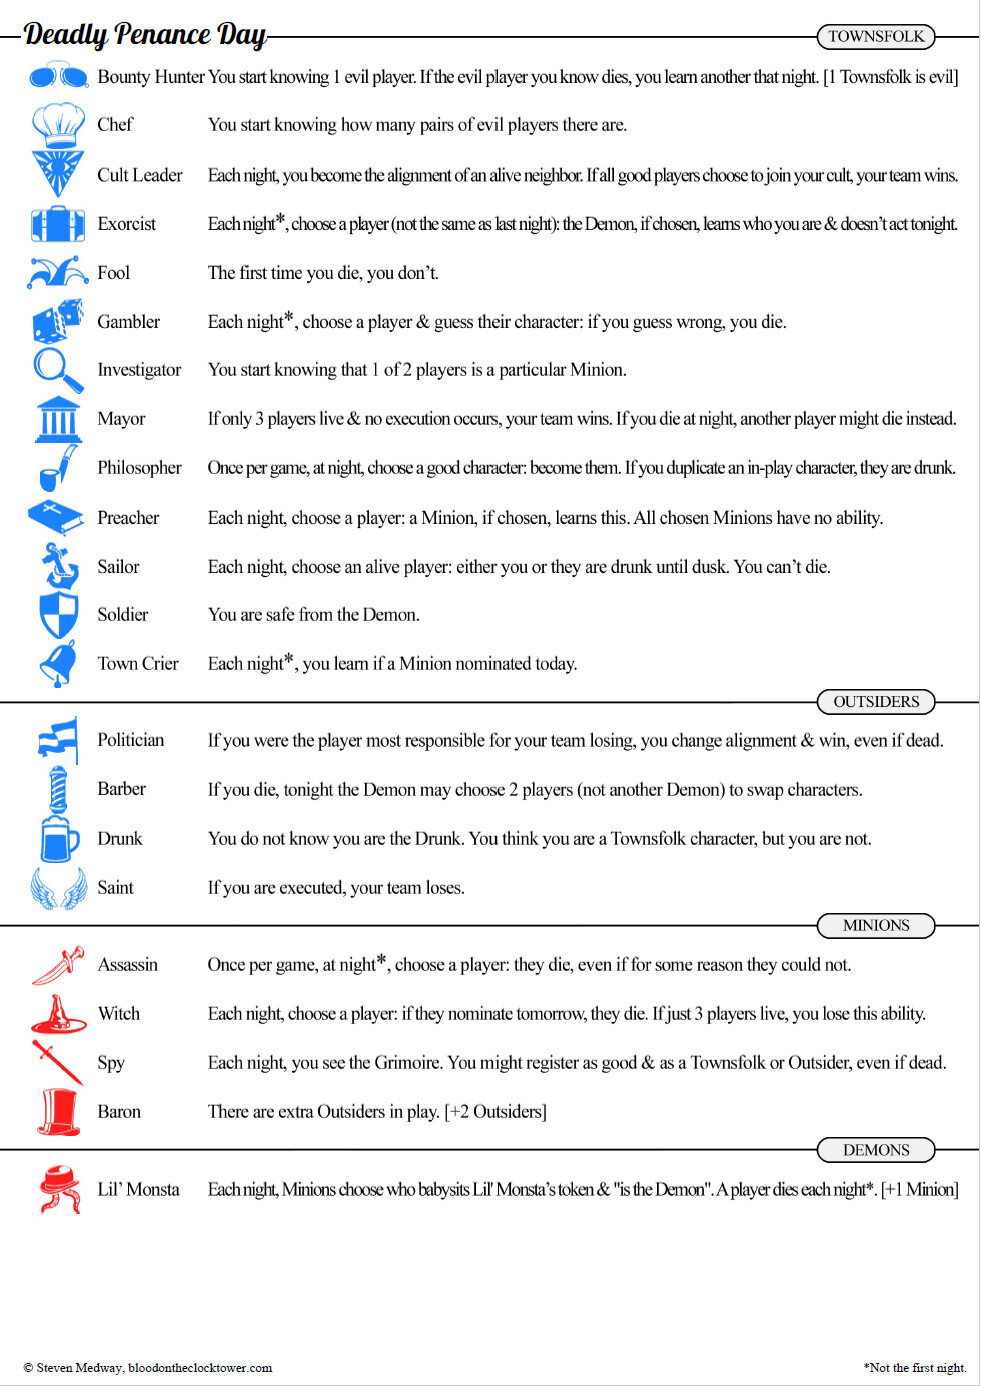 Deadly Penance Day
TOWNSFOLK
Bounty Hunter You start knowing 1 evil player. If the evil player you know dies, you learn another that night. [1 Townsfolk is evil]
Chef You start knowing how many pairs of evil players there are.
Cult Leader Each night, you become the alignment of an alive neighbor. If all good players choose to join your cult, your team wins.
Exorcist Each night*, choose a player (not the same as last night): the Demon, if chosen, learns who you are & doesn't act tonight.
Fool The first time you die, you don't.
Gambler Each night*, choose a player & guess their character: if you guess wrong, you die.
Investigator You start knowing that 1 of 2 players is a particular Minion.
Mayor If only 3 players live & no execution occurs, your team wins. If you die at night, another player might die instead.
Philosopher Once per game, at night, choose a good character: become them. If you duplicate an in-play character, they are drunk.
Preacher Each night, choose a player: a Minion, if chosen, learns this. All chosen Minions have no ability.
Sailor Each night, choose an alive player: either you or they are drunk until dusk. You can't die.
Soldier You are safe from the Demon.
Town Crier Each night*, you learn if a Minion nominated today.
OUTSIDERS
Politician If you were the player most responsible for your team losing, you change alignment & win, even if dead.
Barber If you die, tonight the Demon may choose 2 players (not another Demon) to swap characters.
Drunk You do not know you are the Drunk. You think you are a Townsfolk character, but you are not.
Saint If you are executed, your team loses.
MINIONS
Assassin Once per game, at night*, choose a player: they die, even if for some reason they could not.
Witch Each night, choose a player: if they nominate tomorrow, they die. If just 3 players live, you lose this ability.
Spy Each night, you see the Grimoire. You might register as good & as a Townsfolk or Outsider, even if dead.
Baron There are extra Outsiders in play. [+2 Outsiders]
DEMONS
Lil' Monsta Each night, Minions choose who babysits Lil' Monsta's token & "is the Demon". A player dies each night*. [+1 Minion]
© Steven Medway, bloodontheclocktower.com
*Not the first night.